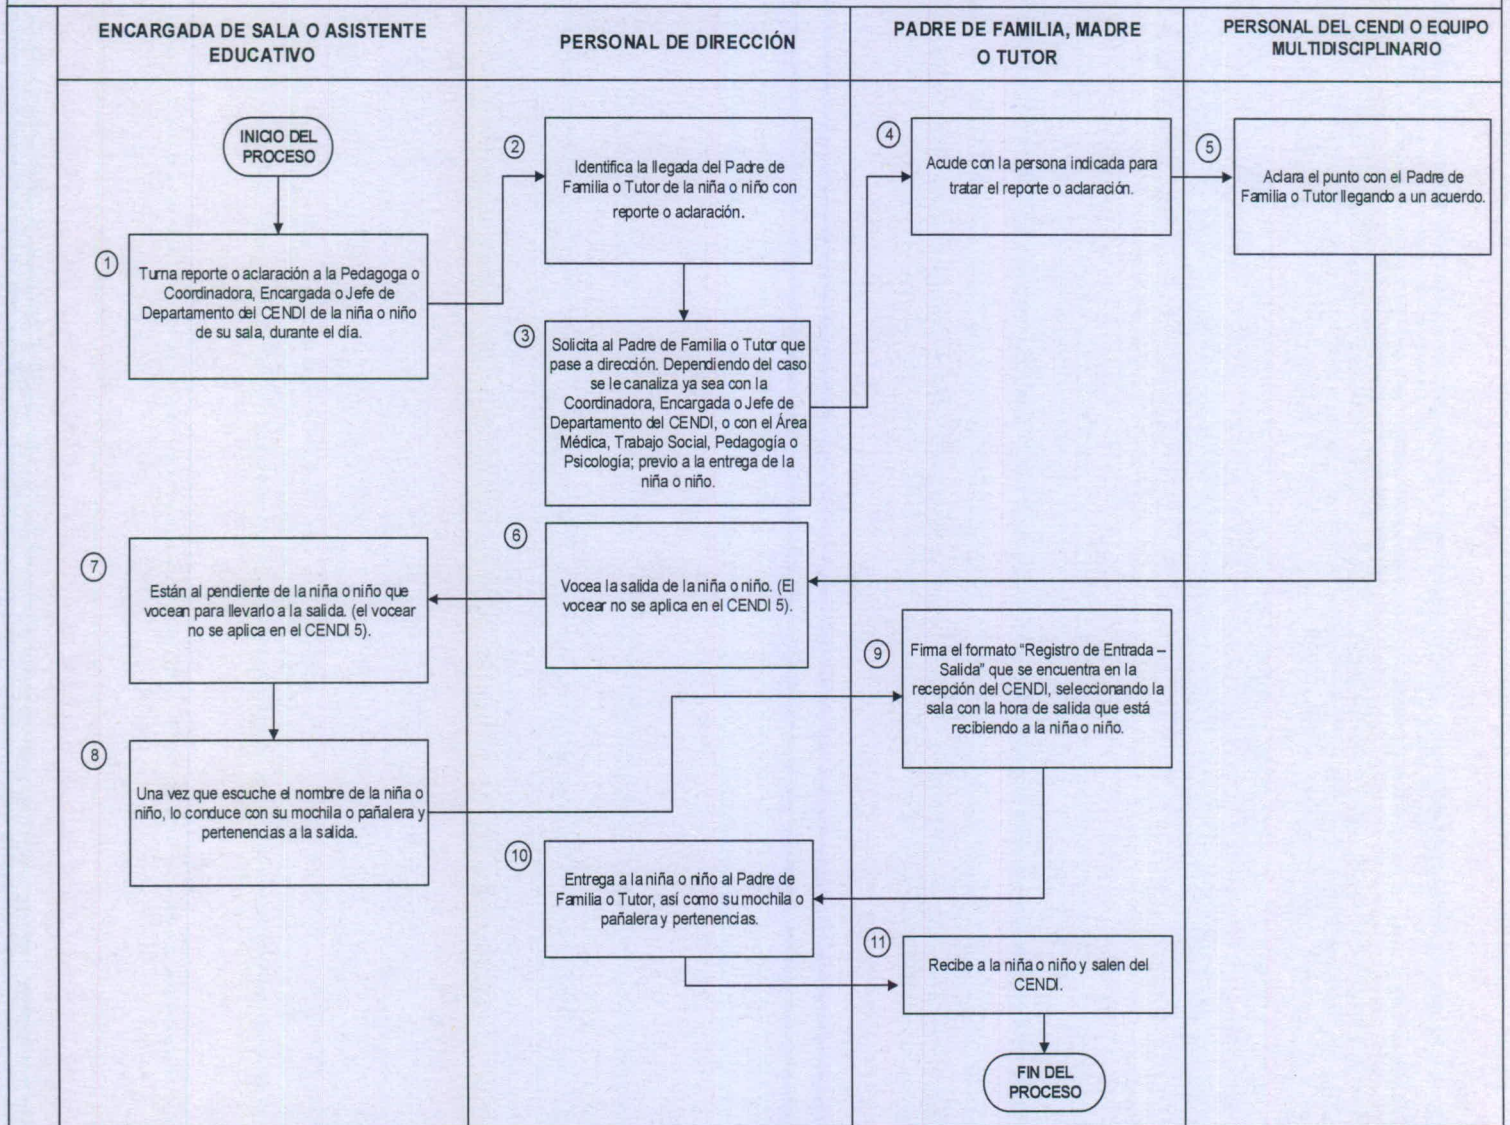 ENCARGADA DE SALA O ASISTENTE
EDUCATIVO
PERSONAL DE DIRECCIÓN
PADRE DE FAMILIA, MADRE
O TUTOR
PERSONAL DEL CENDI O EQUIPO
MULTIDISCIPLINARIO
INICIO DEL
PROCESO
1
Turna reporte o aclaración a la Pedagoga o
Coordinadora, Encargada o Jefe de
Departamento del CENDI de la niña o niño
de su sala, durante el día.
2
Identifica la llegada del Padre de
Familia o Tutor de la niña o niño con
reporte o aclaración.
3
Solicita al Padre de Familia o Tutor que
pase a dirección. Dependiendo del caso
se le canaliza ya sea con la
Coordinadora, Encargada o Jefe de
Departamento del CENDI, o con el Área
Médica, Trabajo Social, Pedagogía o
Psicología; previo a la entrega de la
niña o niño.
4
Acude con la persona indicada para
tratar el reporte o aclaración.
5
Aclara el punto con el Padre de
Familia o Tutor llegando a un acuerdo.
6
Vocea la salida de la niña o niño. (El
vocear no se aplica en el CENDI 5).
7
Están al pendiente de la niña o niño que
vocean para llevarlo a la salida. (el vocear
no se aplica en el CENDI 5).
8
Una vez que escuche el nombre de la niña o
niño, lo conduce con su mochila o pañalera y
pertenencias a la salida.
9
Firma el formato "Registro de Entrada –
Salida" que se encuentra en la
recepción del CENDI, seleccionando la
sala con la hora de salida que está
recibiendo a la niña o niño.
10
Entrega a la niña o niño al Padre de
Familia o Tutor, así como su mochila o
pañalera y pertenencias.
11
Recibe a la niña o niño y salen del
CENDI.
FIN DEL
PROCESO